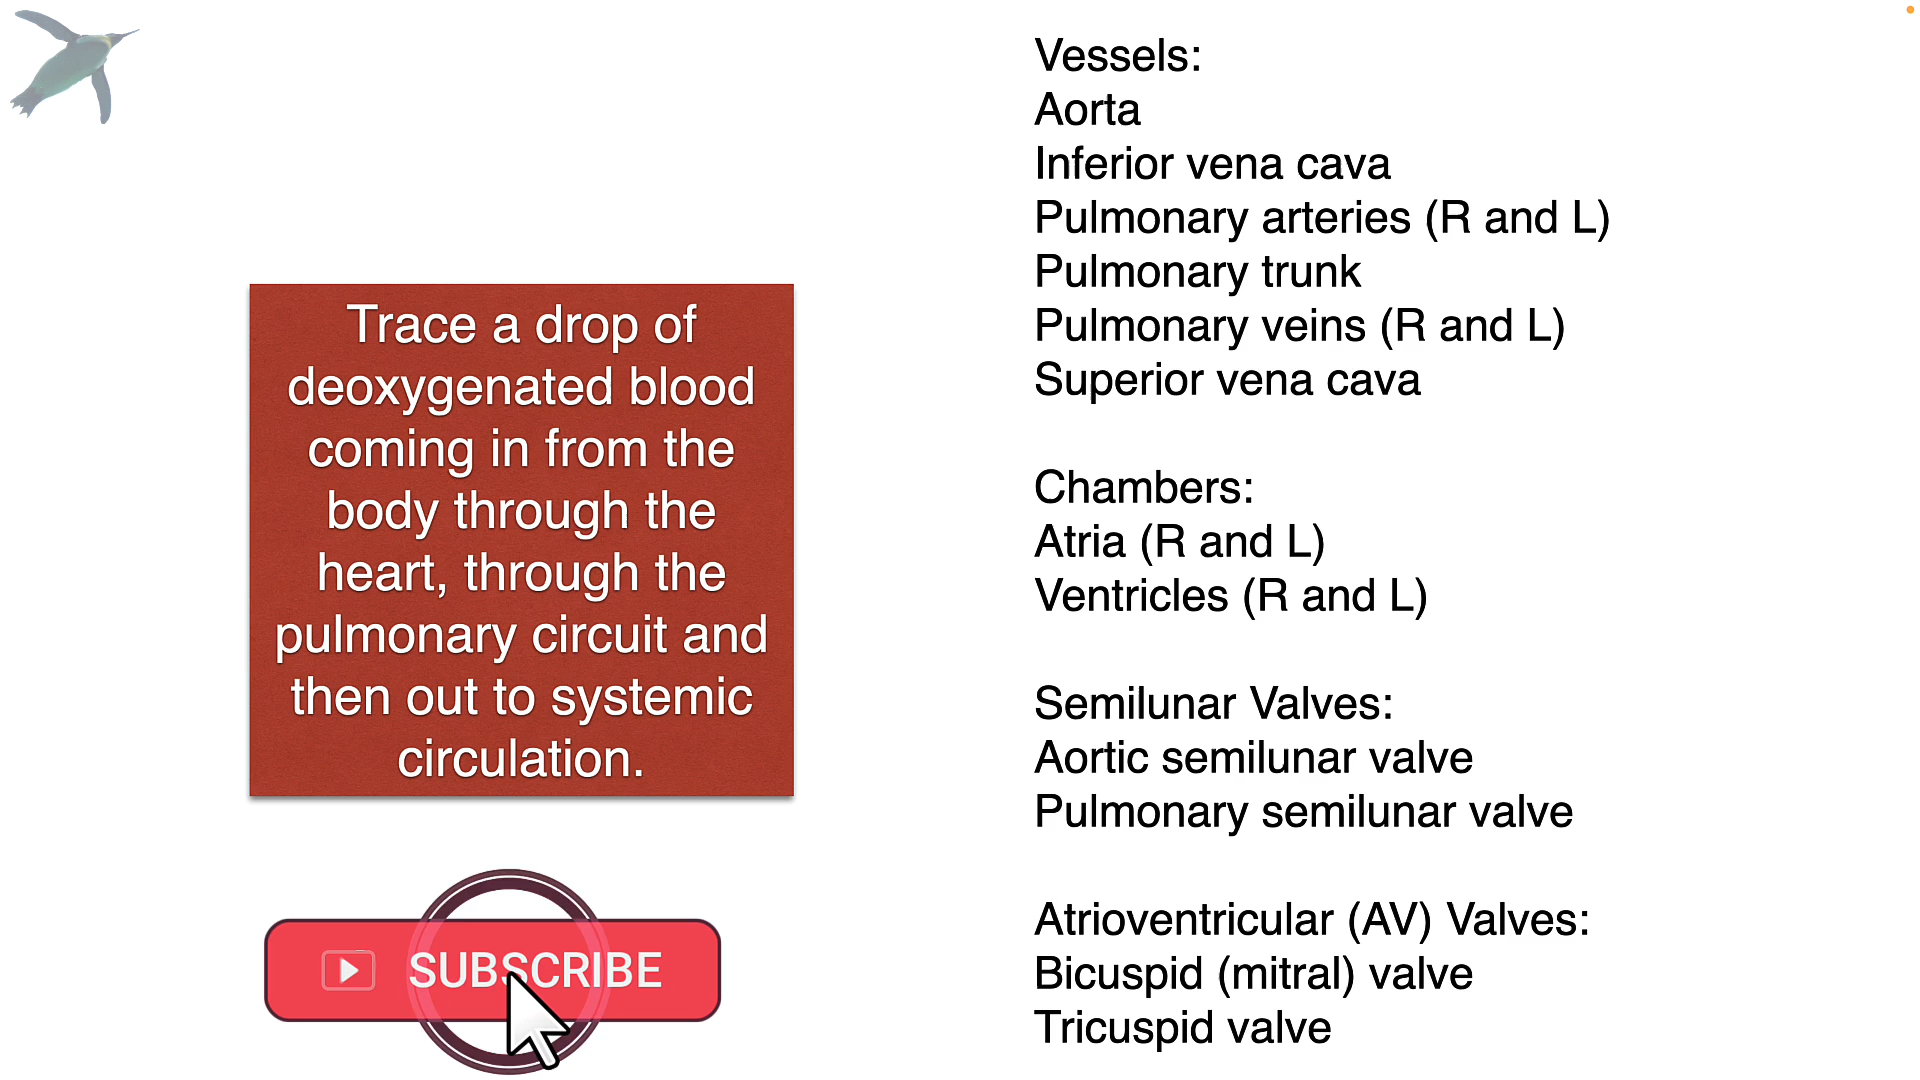 Trace a drop of
deoxygenated blood
coming in from the
body through the
heart, through the
pulmonary circuit and
then out to systemic
circulation.
SUBSCRIBE
Vessels:
Aorta
Inferior vena cava
Pulmonary arteries (R and L)
Pulmonary trunk
Pulmonary veins (R and L)
Superior vena cava
Chambers:
Atria (R and L)
Ventricles (R and L)
Semilunar Valves:
Aortic semilunar valve
Pulmonary semilunar valve
Atrioventricular (AV) Valves:
Bicuspid (mitral) valve
Tricuspid valve